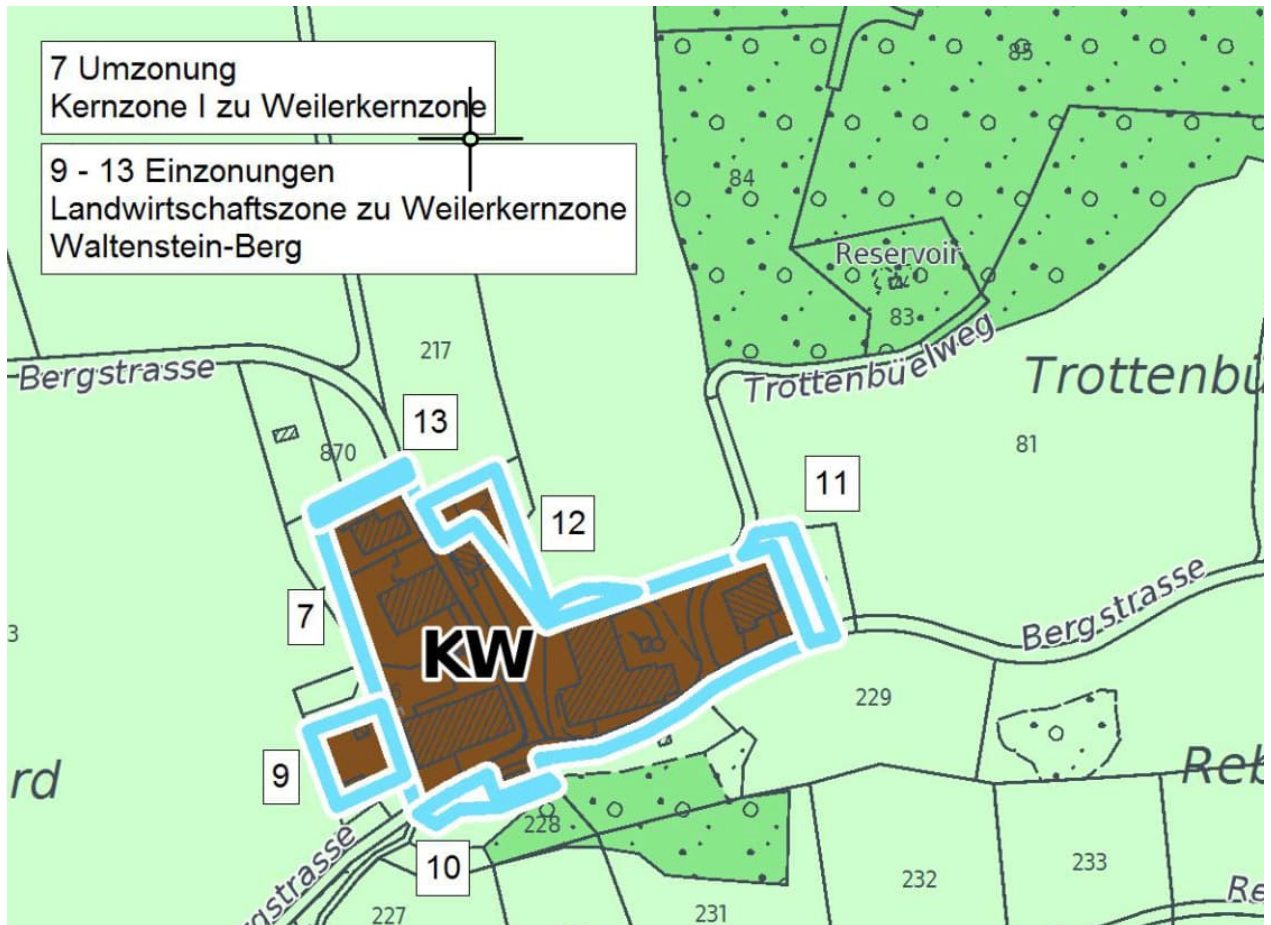 7 Umzonung
Kernzone I zu Weilerkernzone
9 - 13 Einzonungen
Landwirtschaftszone zu Weilerkernzone
Waltenstein-Berg
85
84
Reservoir
83
Trottenbüelweg
Trottenbü
217
Bergstrasse
13
870
81
11
12
7
3
KW
Bergstrasse
229
9
rd
Reb
228
10
gstrasse
232
233
227
231
Re